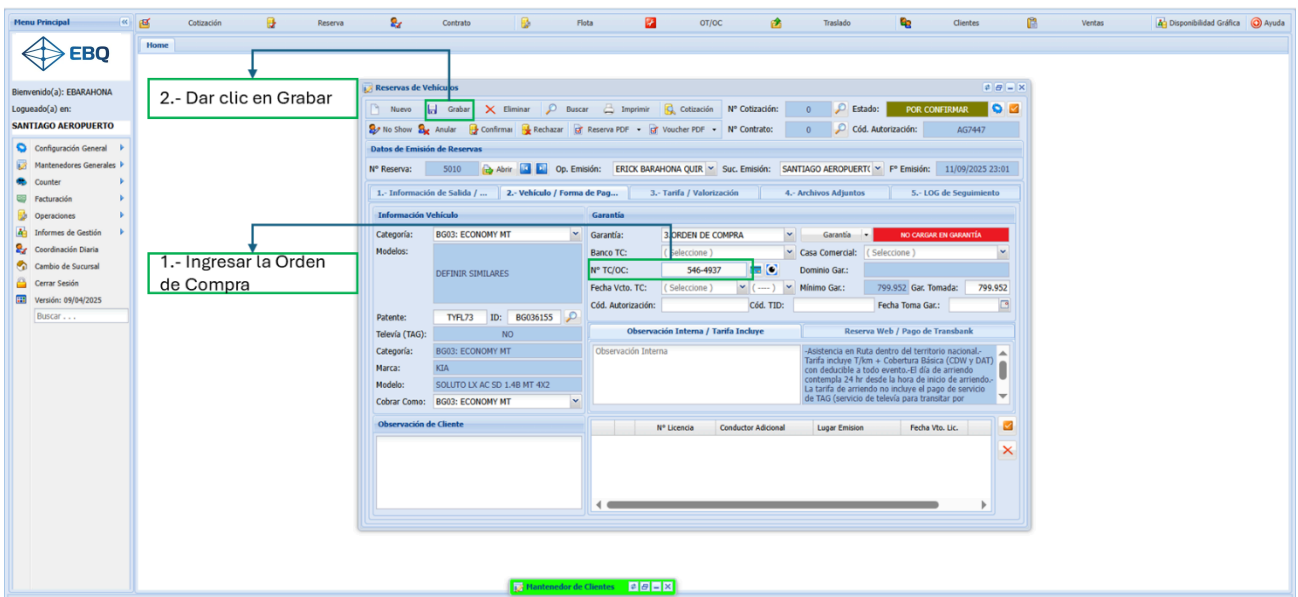 Menu Principal
Cotización Reserva Contrato Flota OT/OC Traslado Clientes Ventas Disponibilidad Gráfica Ayuda
EBQ
Home
Bienvenido(a): EBARAHONA
Logueado(a) en:
SANTIAGO AEROPUERTO
Configuración General
Mantenedores Generales
Counter
Facturación
Operaciones
Informes de Gestión
Coordinación Diaria
Cambio de Sucursal
Cerrar Sesión
Versión: 09/04/2025
Buscar . . .
2.- Dar clic en Grabar
1.- Ingresar la Orden
de Compra
Reservas de Vehículos
Nuevo Grabar Eliminar Buscar Imprimir Cotización N° Cotización: 0 Estado: POR CONFIRMAR
No Show Anular Confirmar Rechazar Reserva PDF Voucher PDF N° Contrato: 0 Cód. Autorización: AG7447
Datos de Emisión de Reservas
N° Reserva: 5010 Abrir Op. Emisión: ERICK BARAHONA QUIR Suc. Emisión: SANTIAGO AEROPUERT( F° Emisión: 11/09/2025 23:01
1.- Información de Salida / ... 2.- Vehículo / Forma de Pag... 3.- Tarifa / Valorización 4.- Archivos Adjuntos 5.- LOG de Seguimiento
Información Vehículo
Categoría: BG03: ECONOMY MT
Modelos: DEFINIR SIMILARES
Patente: TYFL73 ID: BG036155
Televía (TAG): NO
Categoría: BG03: ECONOMY MT
Marca: KIA
Modelo: SOLUTO LX AC SD 1.4B MT 4X2
Cobrar Como: BG03: ECONOMY MT
Observación de Cliente
Garantía
Garantía: 3:ORDEN DE COMPRA Garantía NO CARGAR EN GARANTÍA
Banco TC: ( Seleccione ) Casa Comercial: ( Seleccione )
N° TC/OC: 546-4937 Dominio Gar.:
Fecha Vcto. TC: ( Seleccione ) ( ---- ) Mínimo Gar.: 799.952 Gar. Tomada: 799.952
Cód. Autorización: Cód. TID: Fecha Toma Gar.:
Observación Interna / Tarifa Incluye Reserva Web / Pago de Transbank
Observación Interna
-Asistencia en Ruta dentro del territorio nacional.-
Tarifa incluye T/km + Cobertura Básica (CDW y DAT)
con deducible a todo evento.-El día de arriendo
contempla 24 hr desde la hora de inicio de arriendo.-
La tarifa de arriendo no incluye el pago de servicio
de TAG (servicio de televía para transitar por
N° Licencia Conductor Adicional Lugar Emision Fecha Vto. Lic.
Mantenedor de Clientes